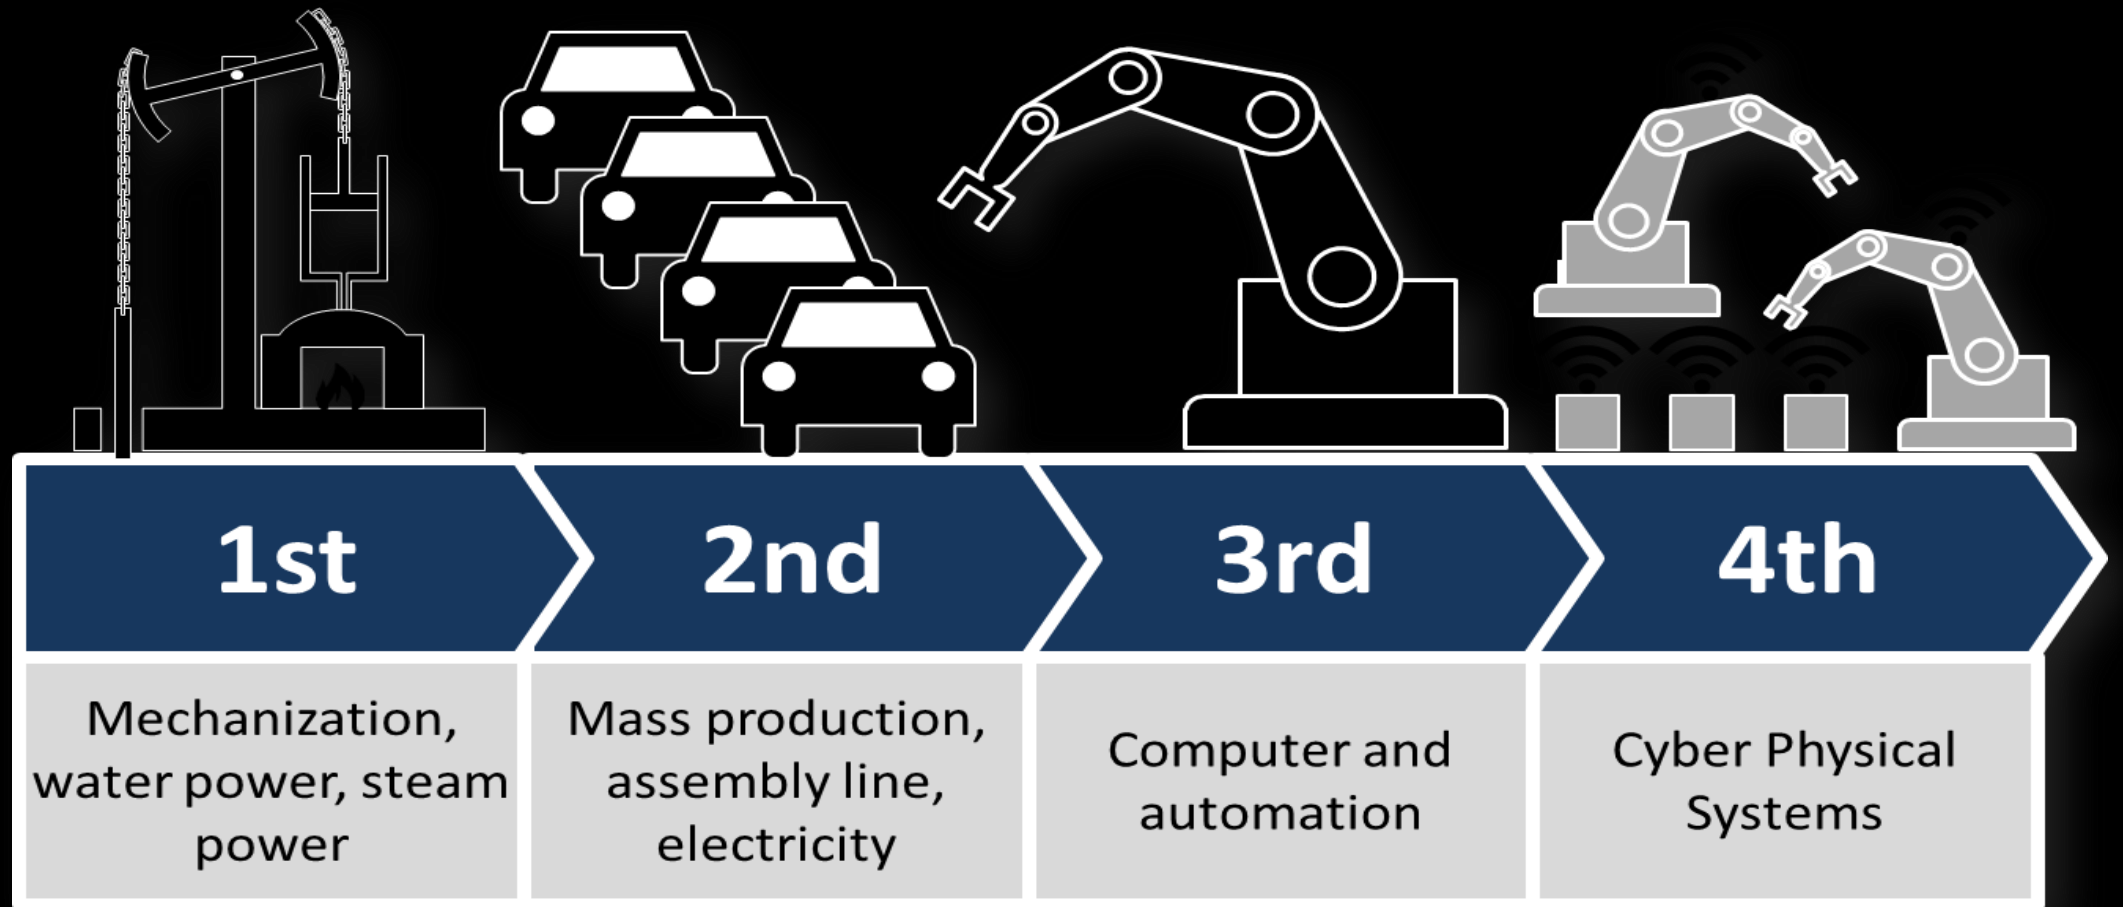 1st
2nd
3rd
4th
Mechanization,
water power, steam
power
Mass production,
assembly line,
electricity
Computer and
automation
Cyber Physical
Systems